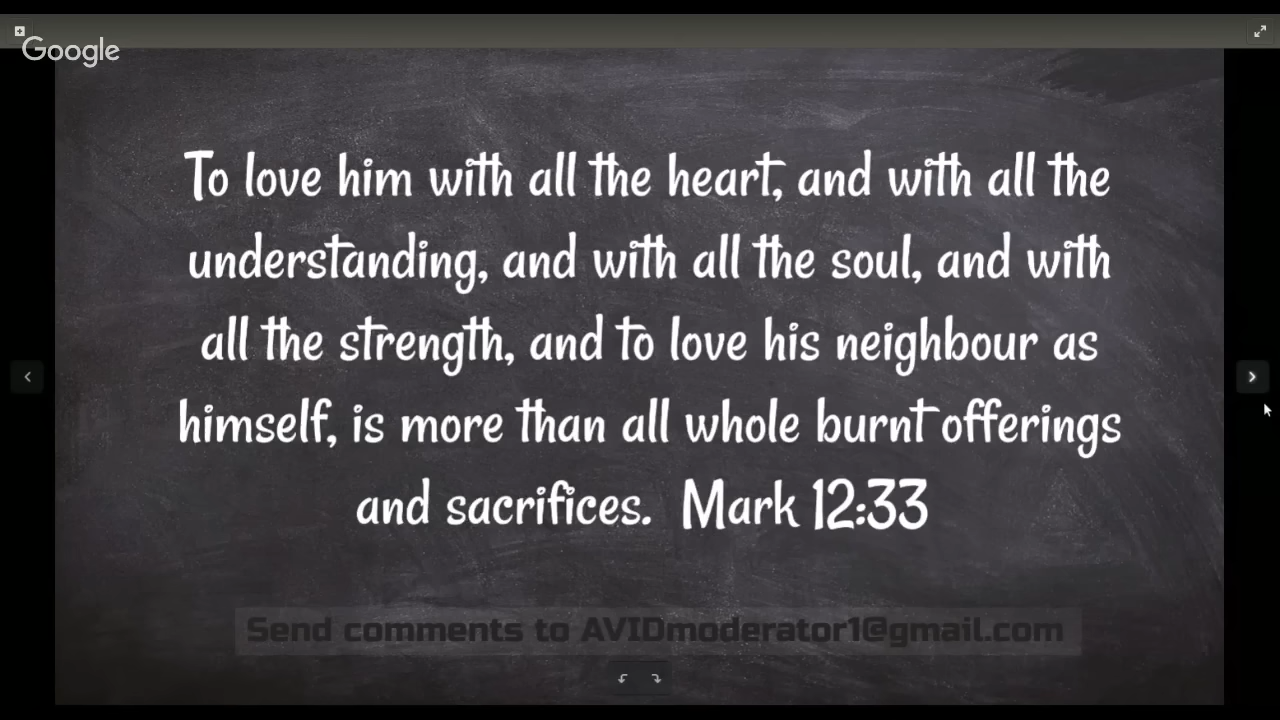 Google
To love him with all the heart, and with all the
understanding, and with all the soul, and with
all the strength, and to love his neighbour as
himself, is more than all whole burnt offerings
and sacrifices. Mark 12:33
Send comments to AVIDmoderator1@gmail.com